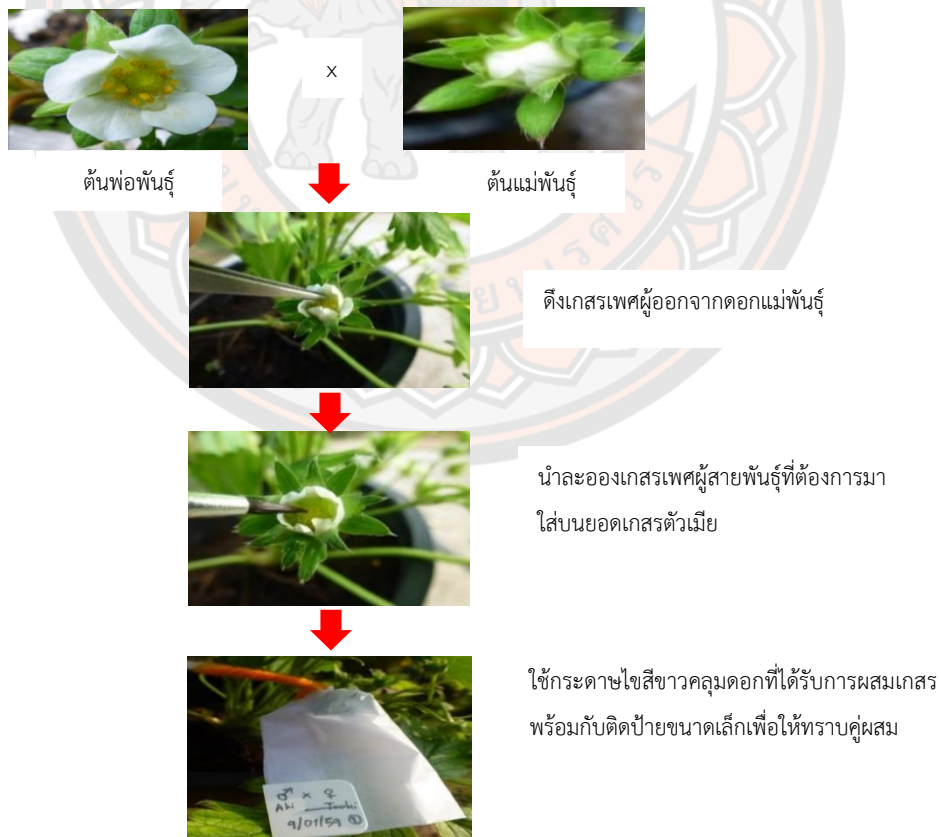 X
ต้นพ่อพันธุ์
ต้นแม่พันธุ์
ดึงเกสรเพศผู้ออกจากดอกแม่พันธุ์
นำละอองเกสรเพศผู้สายพันธุ์ที่ต้องการมา
ใส่บนยอดเกสรตัวเมีย
ใช้กระดาษไขสีขาวคลุมดอกที่ได้รับการผสมเกสร
พร้อมกับติดป้ายขนาดเล็กเพื่อให้ทราบคู่ผสม
♂ × ♀
9/01/59 ①